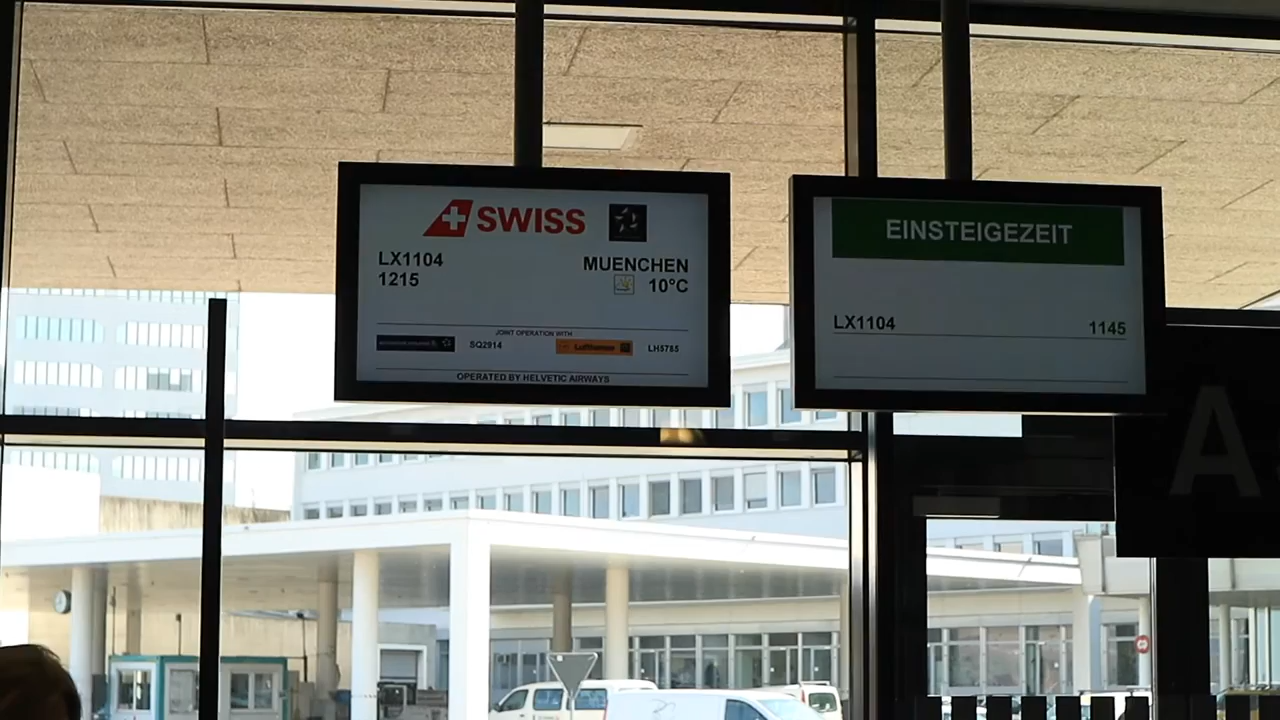 SWISS
LX1104
1215
MUENCHEN
10°C
JOINT OPERATION WITH
SQ2914
Lufthansa
LH5785
OPERATED BY HELVETIC AIRWAYS
EINSTEIGEZEIT
LX1104 1145
A